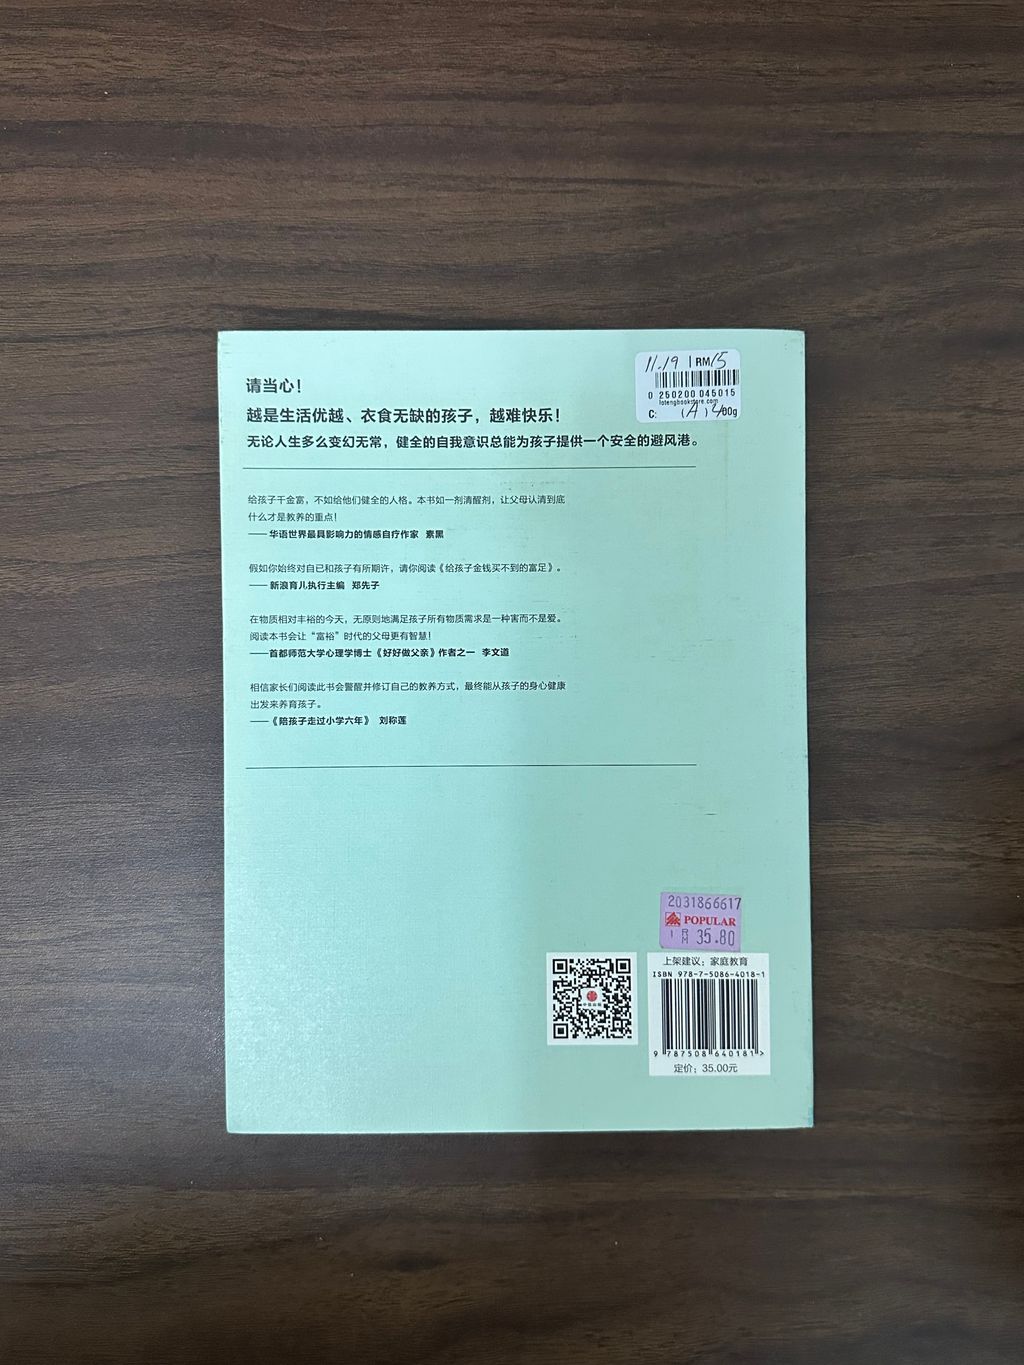 11.19 | RM 15
0 250200 045015
lotengbookstore.com
C: (A) 400g
请当心！
越是生活优越、衣食无缺的孩子，越难快乐！
无论人生多么变幻无常，健全的自我意识总能为孩子提供一个安全的避风港。
给孩子千金富，不如给他们健全的人格。本书如一剂清醒剂，让父母认清到底
什么才是教养的重点！
——华语世界最具影响力的情感自疗作家 素黑
假如你始终对自己和孩子有所期许，请你阅读《给孩子金钱买不到的富足》。
——新浪育儿执行主编 郑先子
在物质相对丰裕的今天，无原则地满足孩子所有物质需求是一种害而不是爱。
阅读本书会让“富裕”时代的父母更有智慧！
——首都师范大学心理学博士《好好做父亲》作者之一 李文道
相信家长们阅读此书会警醒并修订自己的教养方式，最终能从孩子的身心健康
出发来养育孩子。
——《陪孩子走过小学六年》 刘称莲
2031866617
POPULAR
1 RM 35.80
上架建议：家庭教育
ISBN 978-7-5086-4018-1
9 787508 640181 >
定价：35.00元